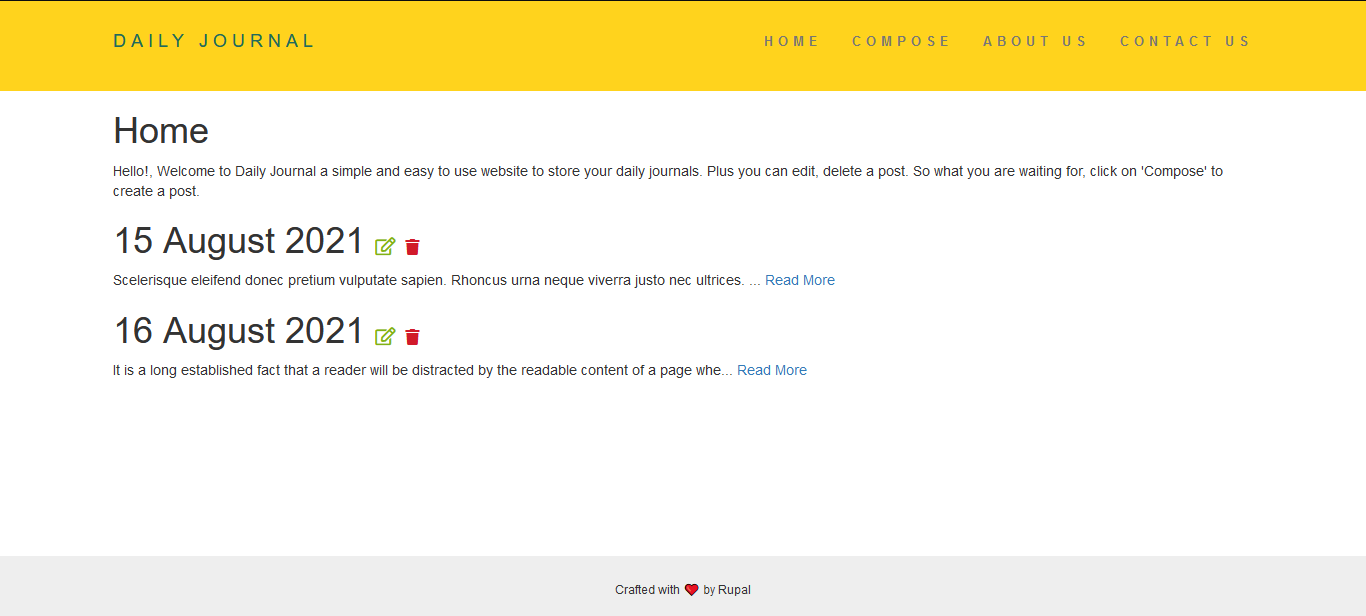 DAILY JOURNAL HOME COMPOSE ABOUT US CONTACT US
Home
Hello!, Welcome to Daily Journal a simple and easy to use website to store your daily journals. Plus you can edit, delete a post. So what you are waiting for, click on 'Compose' to
create a post.
15 August 2021
Scelerisque eleifend donec pretium vulputate sapien. Rhoncus urna neque viverra justo nec ultrices. ... Read More
16 August 2021
It is a long established fact that a reader will be distracted by the readable content of a page whe... Read More
Crafted with ❤ by Rupal